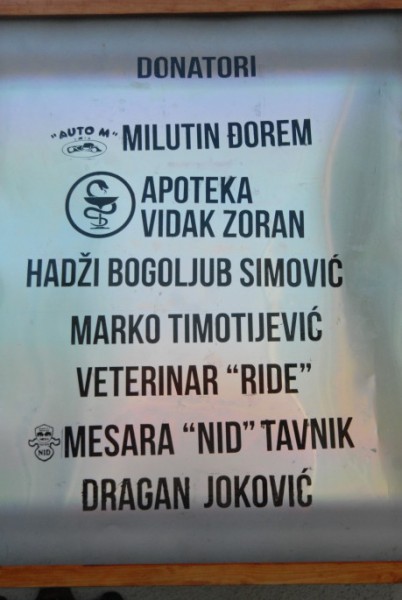 DONATORI
"AUTO M" MILUTIN ĐOREM
APOTEKA
VIDAK ZORAN
HADŽI BOGOLJUB SIMOVIĆ
MARKO TIMOTIJEVIĆ
VETERINAR "RIDE"
NID MESARA "NID" TAVNIK
DRAGAN JOKOVIĆ